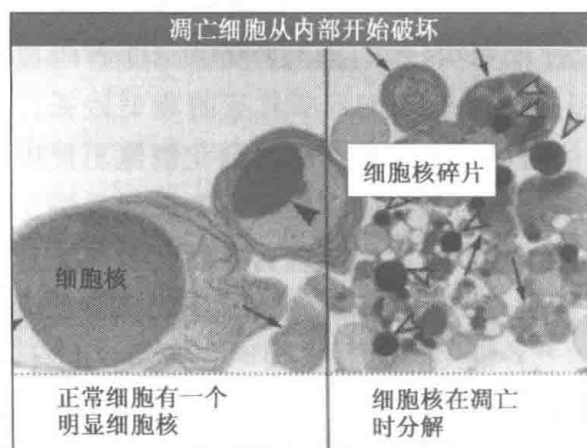 凋亡细胞从内部开始破坏
细胞核碎片
细胞核
正常细胞有一个
明显细胞核
细胞核在凋亡
时分解